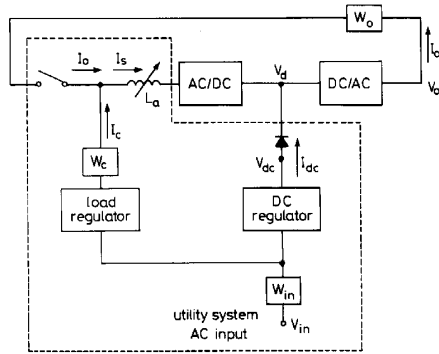 Wo
Io
Is
La
AC/DC
Vd
DC/AC
Io
Vo
Ic
Wc
Vdc
Idc
load
regulator
DC
regulator
Win
utility system
AC input
Vin